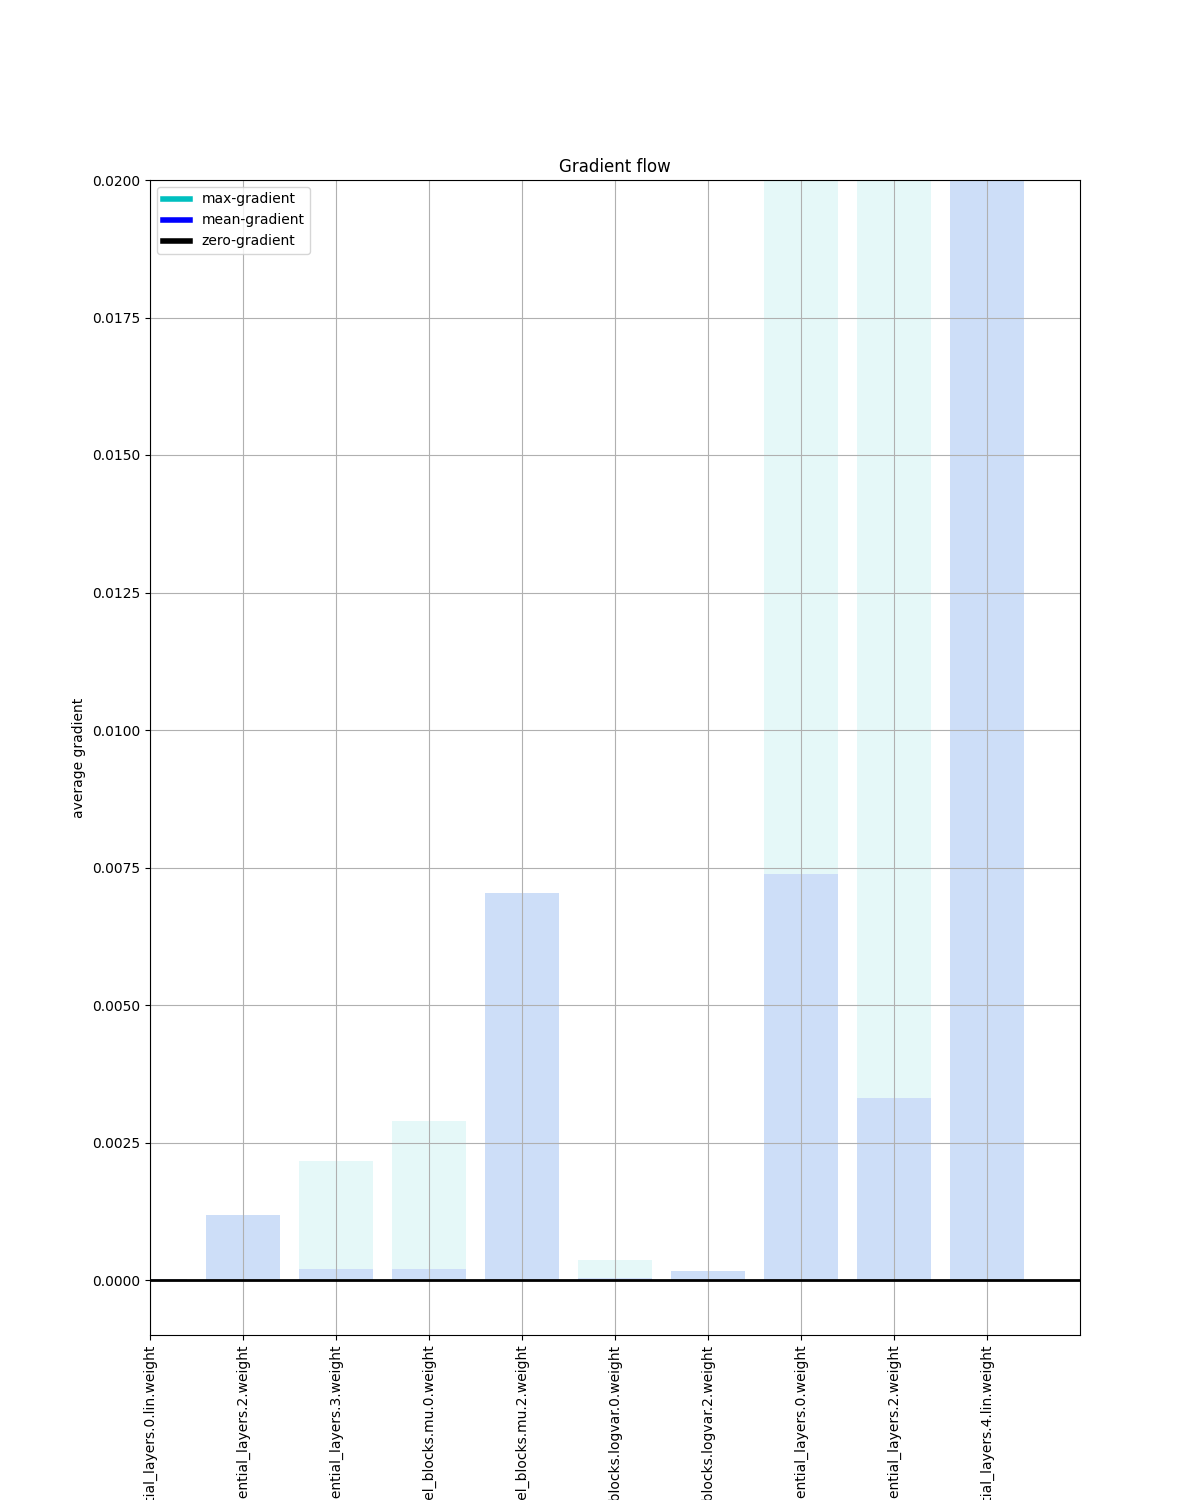 Gradient flow
max-gradient
mean-gradient
zero-gradient
0.0200
0.0175
0.0150
0.0125
0.0100
0.0075
0.0050
0.0025
0.0000
average gradient
tial_layers.0.lin.weight
ential_layers.2.weight
ential_layers.3.weight
el_blocks.mu.0.weight
el_blocks.mu.2.weight
blocks.logvar.0.weight
blocks.logvar.2.weight
ential_layers.0.weight
ential_layers.2.weight
tial_layers.4.lin.weight